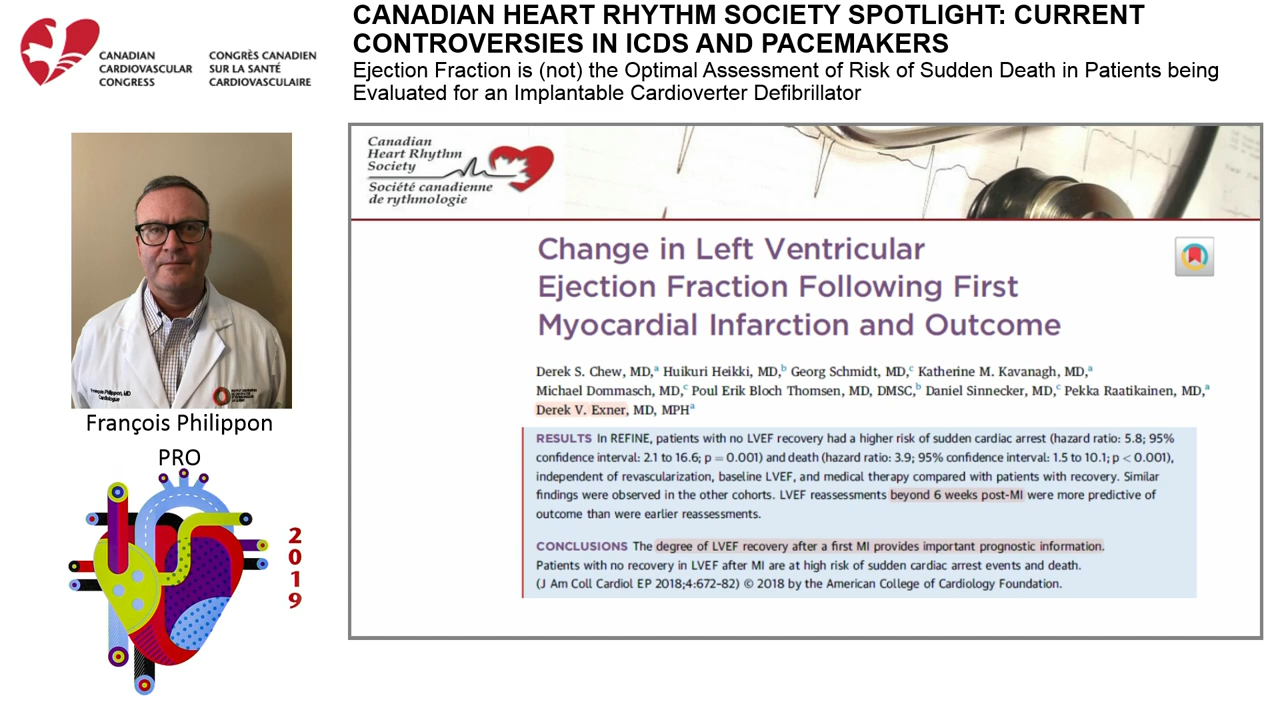 CANADIAN HEART RHYTHM SOCIETY SPOTLIGHT: CURRENT
CONTROVERSIES IN ICDS AND PACEMAKERS
Ejection Fraction is (not) the Optimal Assessment of Risk of Sudden Death in Patients being
Evaluated for an Implantable Cardioverter Defibrillator
CANADIAN
CARDIOVASCULAR
CONGRESS
CONGRÈS CANADIEN
SUR LA SANTÉ
CARDIOVASCULAIRE
François Philippon, MD
Cardiologue
François Philippon
PRO
2019
Canadian
Heart Rhythm
Society
Société canadienne
de rythmologie
Change in Left Ventricular
Ejection Fraction Following First
Myocardial Infarction and Outcome
Derek S. Chew, MD,ᵃ Huikuri Heikki, MD,ᵇ Georg Schmidt, MD,ᶜ Katherine M. Kavanagh, MD,ᵃ
Michael Dommasch, MD,ᶜ Poul Erik Bloch Thomsen, MD, DMSC,ᵇ Daniel Sinnecker, MD,ᶜ Pekka Raatikainen, MD,ᵃ
Derek V. Exner, MD, MPHᵃ
RESULTS In REFINE, patients with no LVEF recovery had a higher risk of sudden cardiac arrest (hazard ratio: 5.8; 95%
confidence interval: 2.1 to 16.6; p = 0.001) and death (hazard ratio: 3.9; 95% confidence interval: 1.5 to 10.1; p < 0.001),
independent of revascularization, baseline LVEF, and medical therapy compared with patients with recovery. Similar
findings were observed in the other cohorts. LVEF reassessments beyond 6 weeks post-MI were more predictive of
outcome than were earlier reassessments.
CONCLUSIONS The degree of LVEF recovery after a first MI provides important prognostic information.
Patients with no recovery in LVEF after MI are at high risk of sudden cardiac arrest events and death.
(J Am Coll Cardiol EP 2018;4:672–82) © 2018 by the American College of Cardiology Foundation.